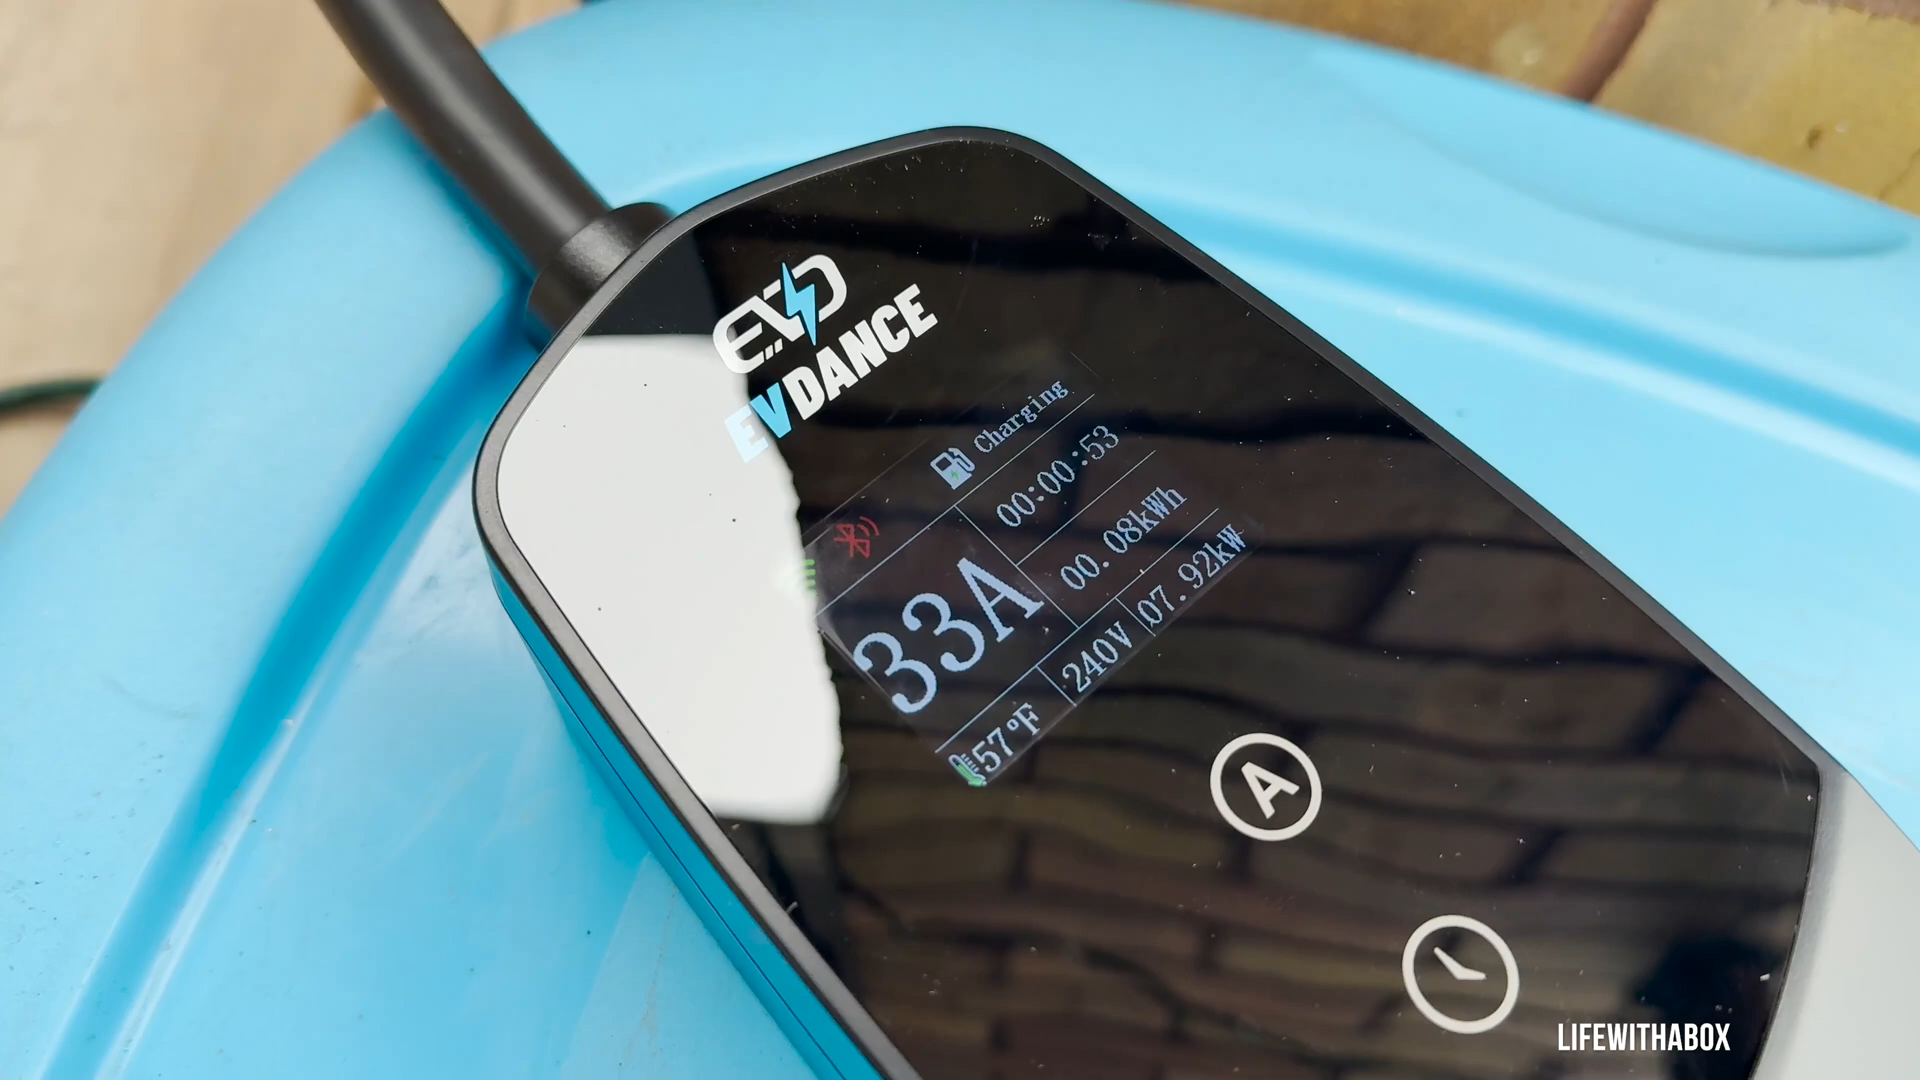 EVD
EVDANCE
Charging
00:00:53
00.08kWh
33A
57°F
240V
07.92kW
A
LIFEWITHABOX